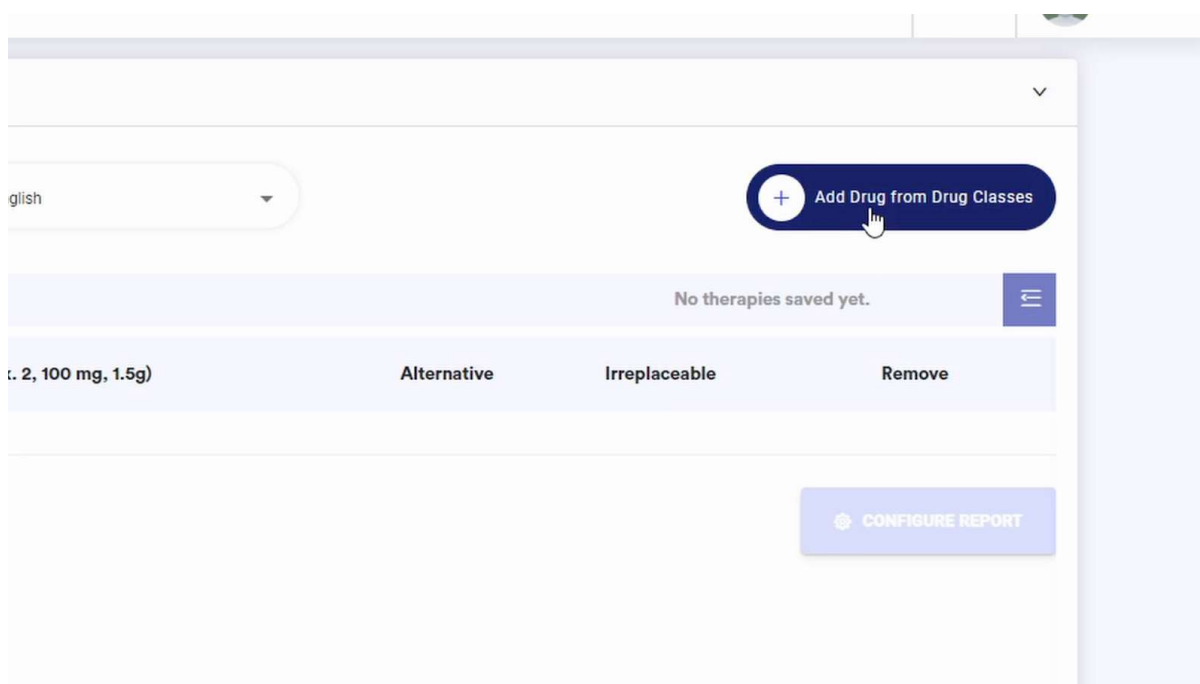 glish
Add Drug from Drug Classes
No therapies saved yet.
. 2, 100 mg, 1.5g)
Alternative
Irreplaceable
Remove
CONFIGURE REPORT